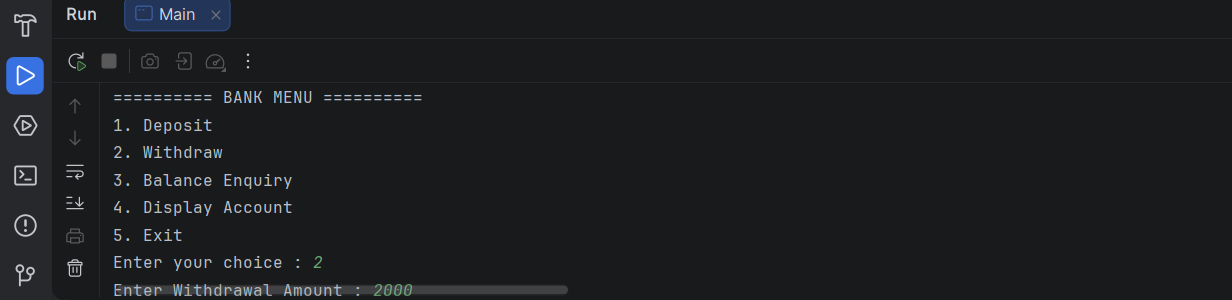 Run Main
========== BANK MENU ==========
1. Deposit
2. Withdraw
3. Balance Enquiry
4. Display Account
5. Exit
Enter your choice : 2
Enter Withdrawal Amount : 2000